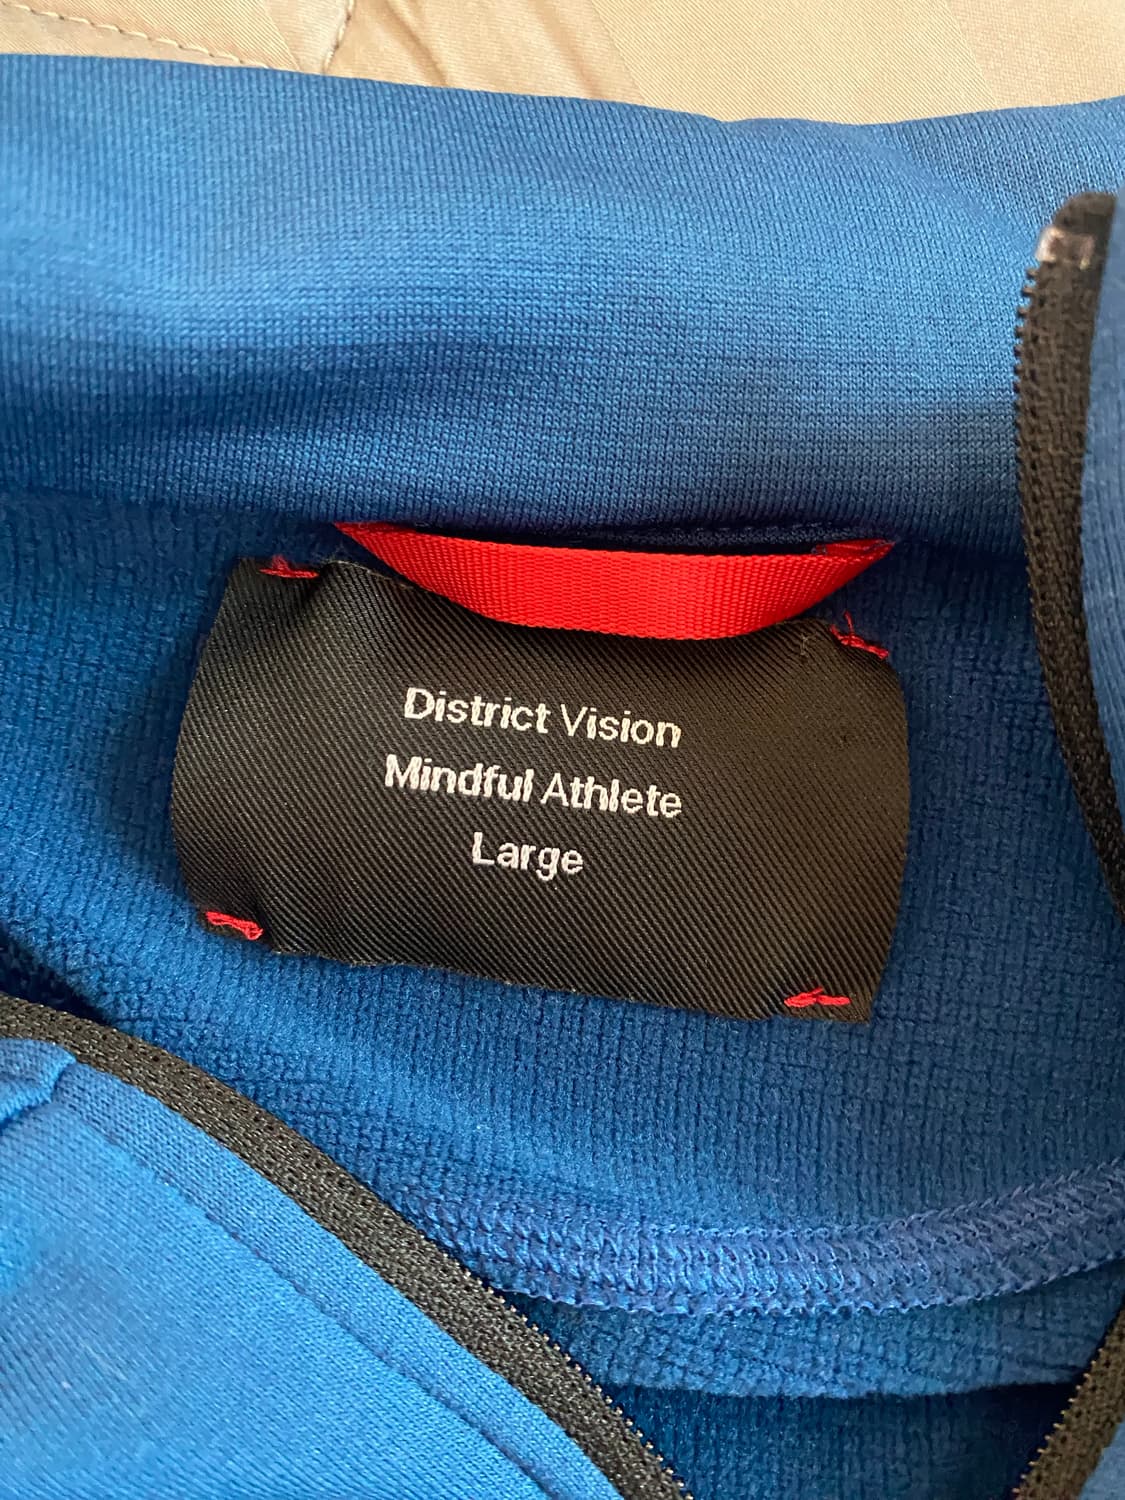 District Vision
Mindful Athlete
Large